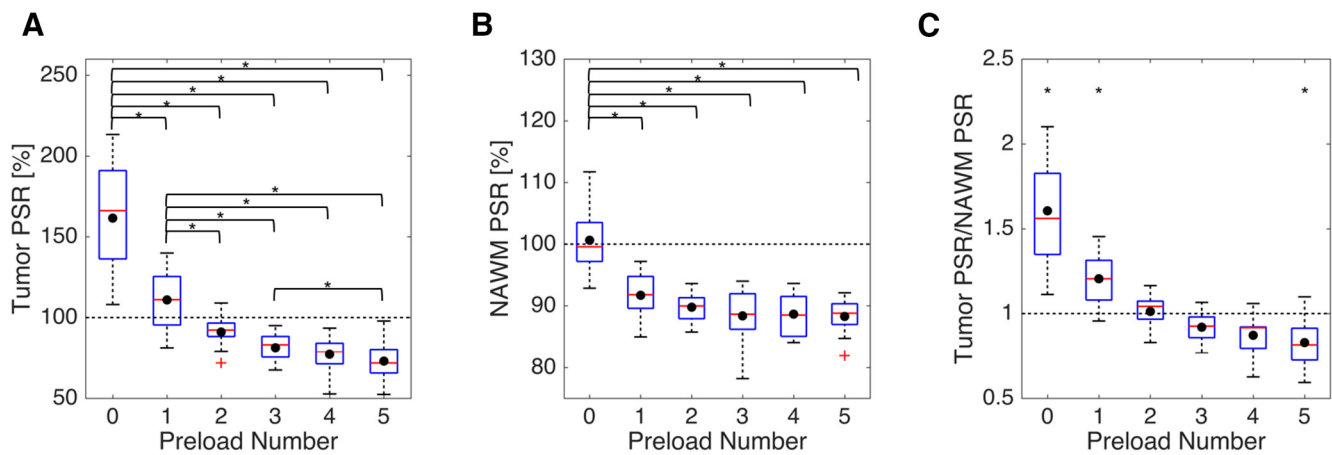 A
B
C
Tumor PSR [%]
250
200
150
100
50
* * * * *
* * * *
*
0 1 2 3 4 5
Preload Number
NAWM PSR [%]
130
120
110
100
90
80
* * * * *
0 1 2 3 4 5
Preload Number
Tumor PSR/NAWM PSR
2.5
2
1.5
1
0.5
* * *
0 1 2 3 4 5
Preload Number